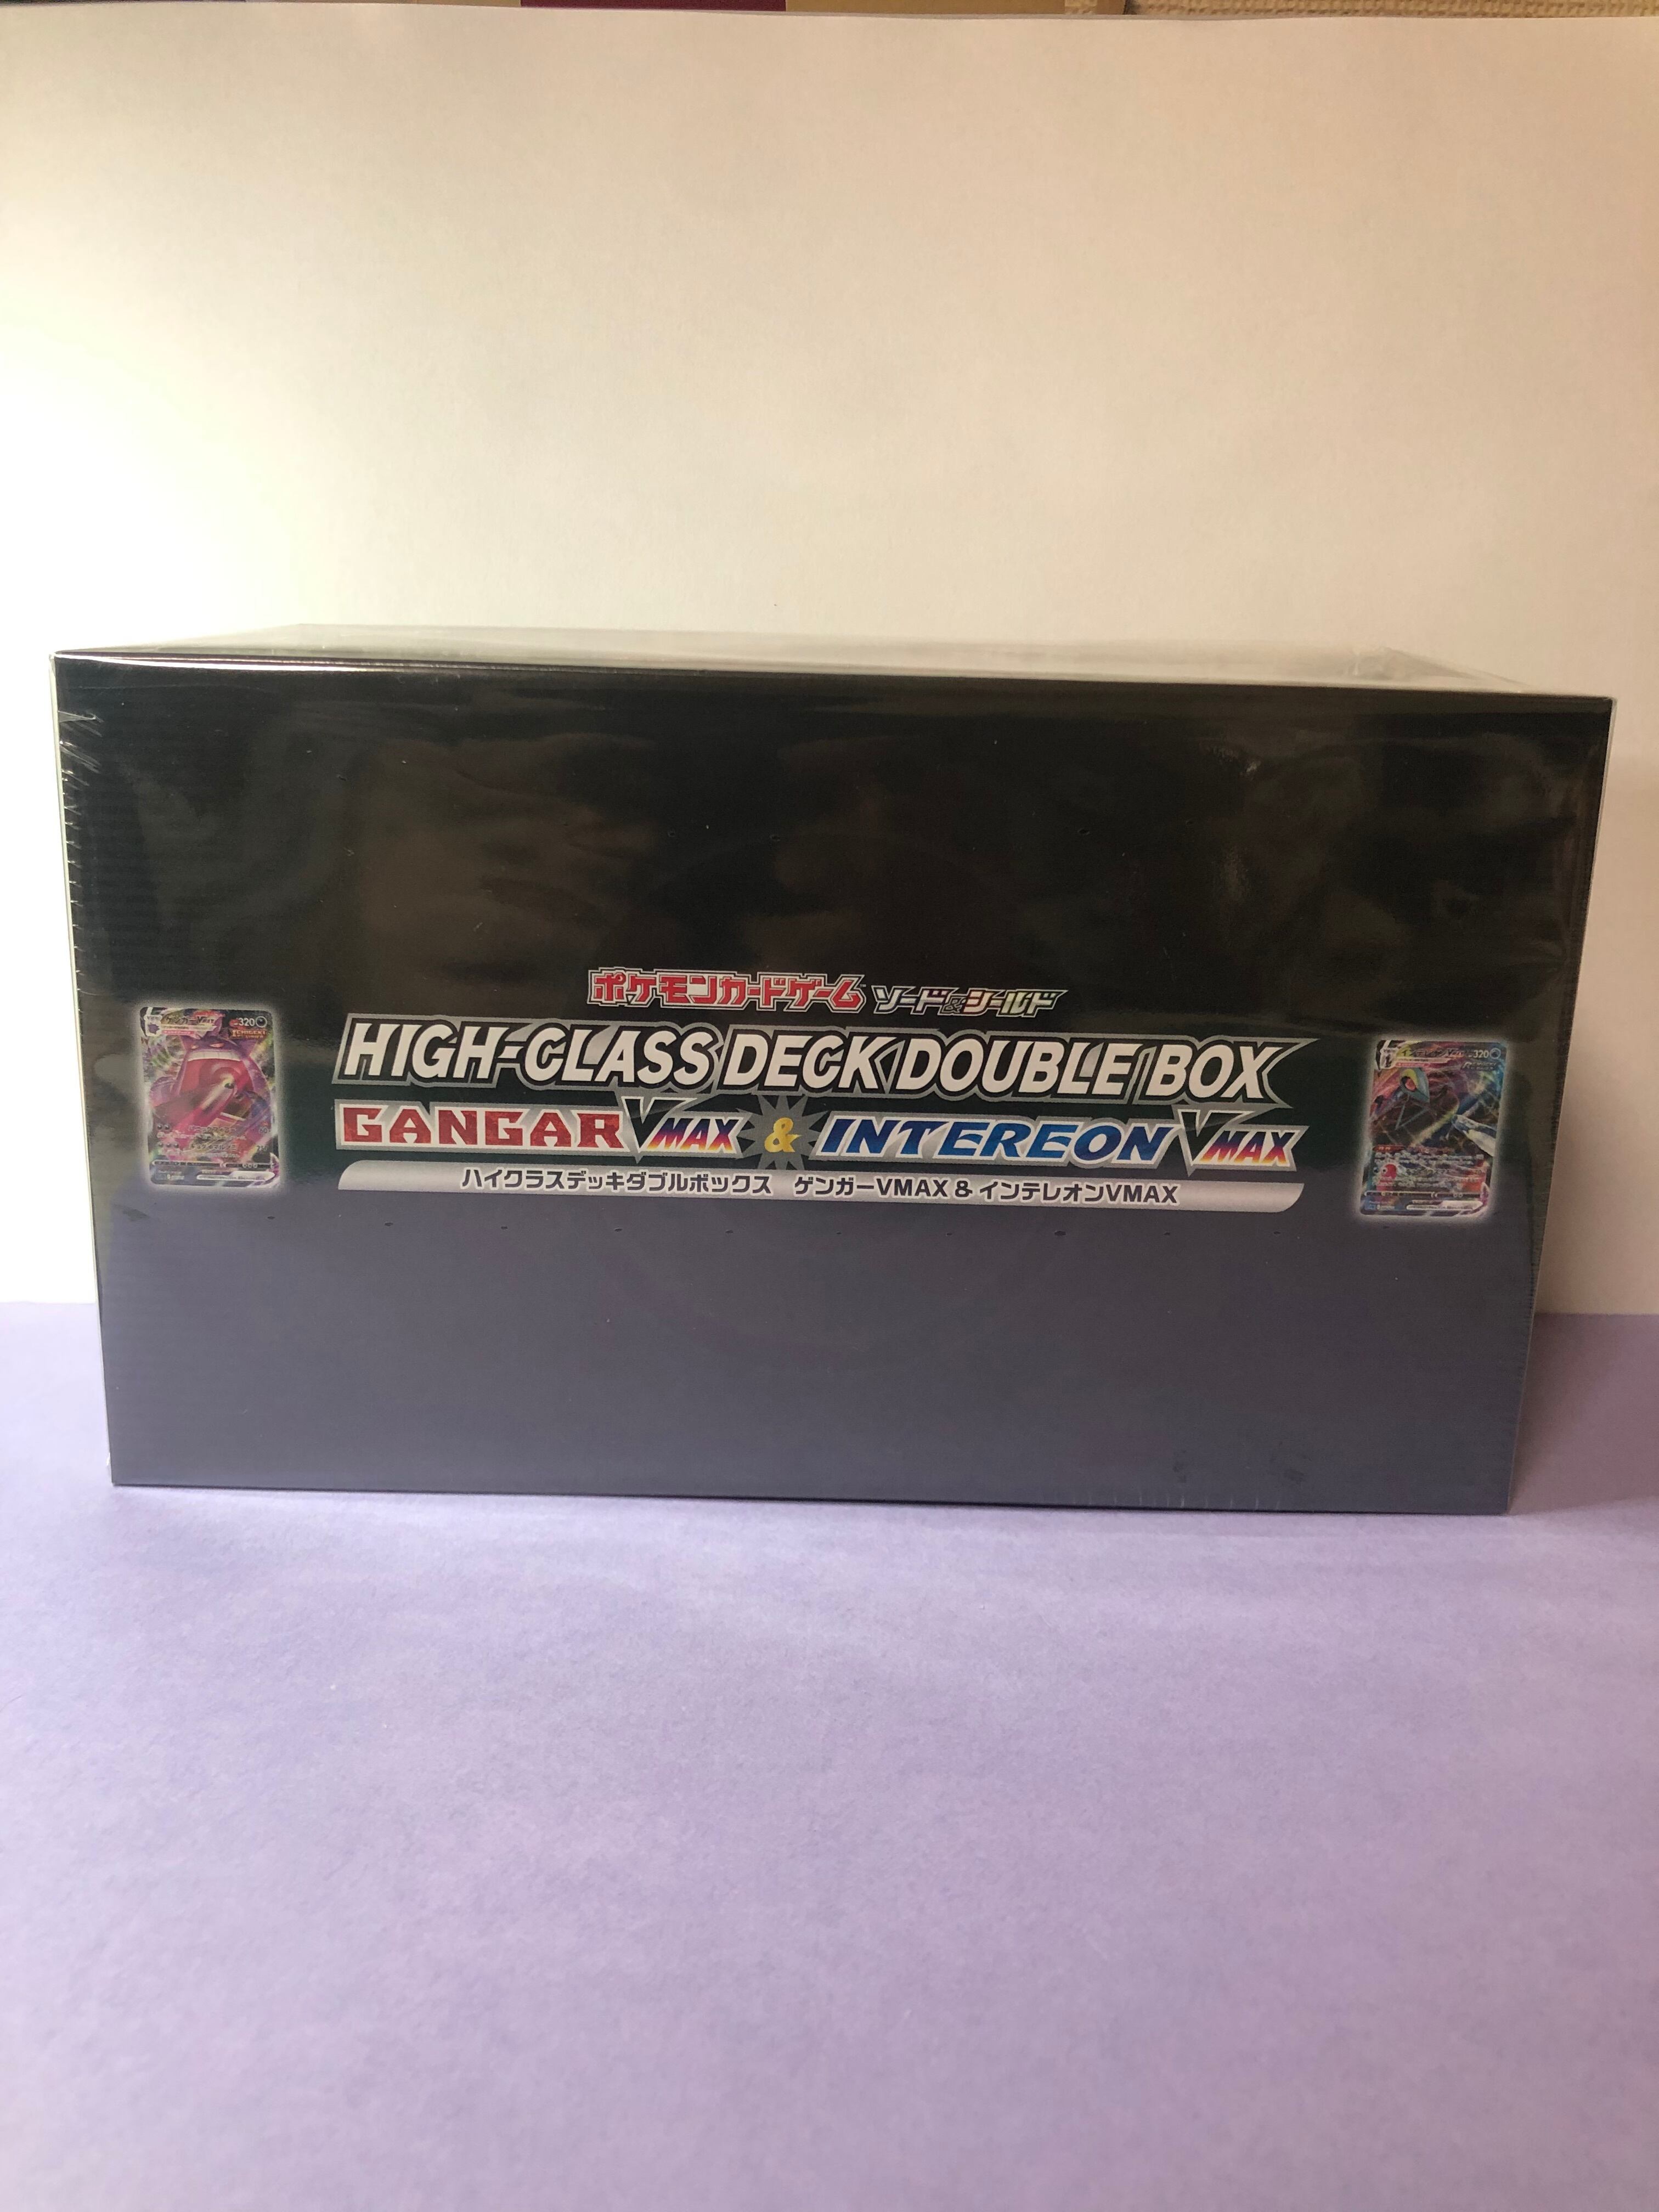 ポケモンカードゲーム ソード&シールド
HIGH-CLASS DECK DOUBLE BOX
GANGAR VMAX & INTEREON VMAX
ハイクラスデッキダブルボックス ゲンガーVMAX & インテレオンVMAX
320
320